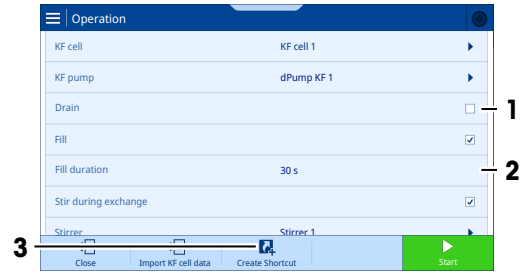 Operation
KF cell KF cell 1
KF pump dPump KF 1
Drain 1
Fill
Fill duration 30 s 2
Stir during exchange
Stirrer Stirrer 1
3
Close Import KF cell data Create Shortcut Start